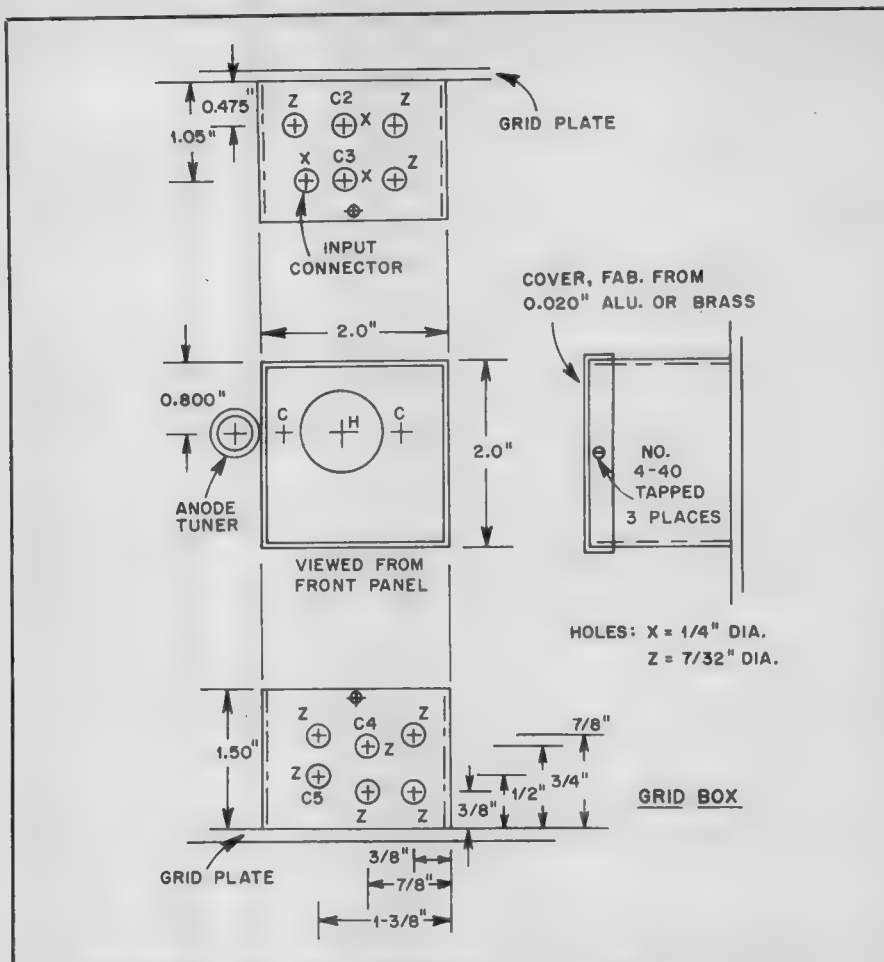 0.475"
1.05"
Z
C2
X
Z
GRID PLATE
X
C3
X
Z
INPUT
CONNECTOR
COVER, FAB. FROM
0.020" ALU. OR BRASS
2.0"
0.800"
C
H
C
2.0"
ANODE
TUNER
NO.
4-40
TAPPED
3 PLACES
VIEWED FROM
FRONT PANEL
HOLES: X = 1/4" DIA.
Z = 7/32" DIA.
1.50"
Z
C4
Z
Z
Z
C5
Z
Z
7/8"
3/4"
1/2"
3/8"
GRID BOX
GRID PLATE
3/8"
7/8"
1-3/8"